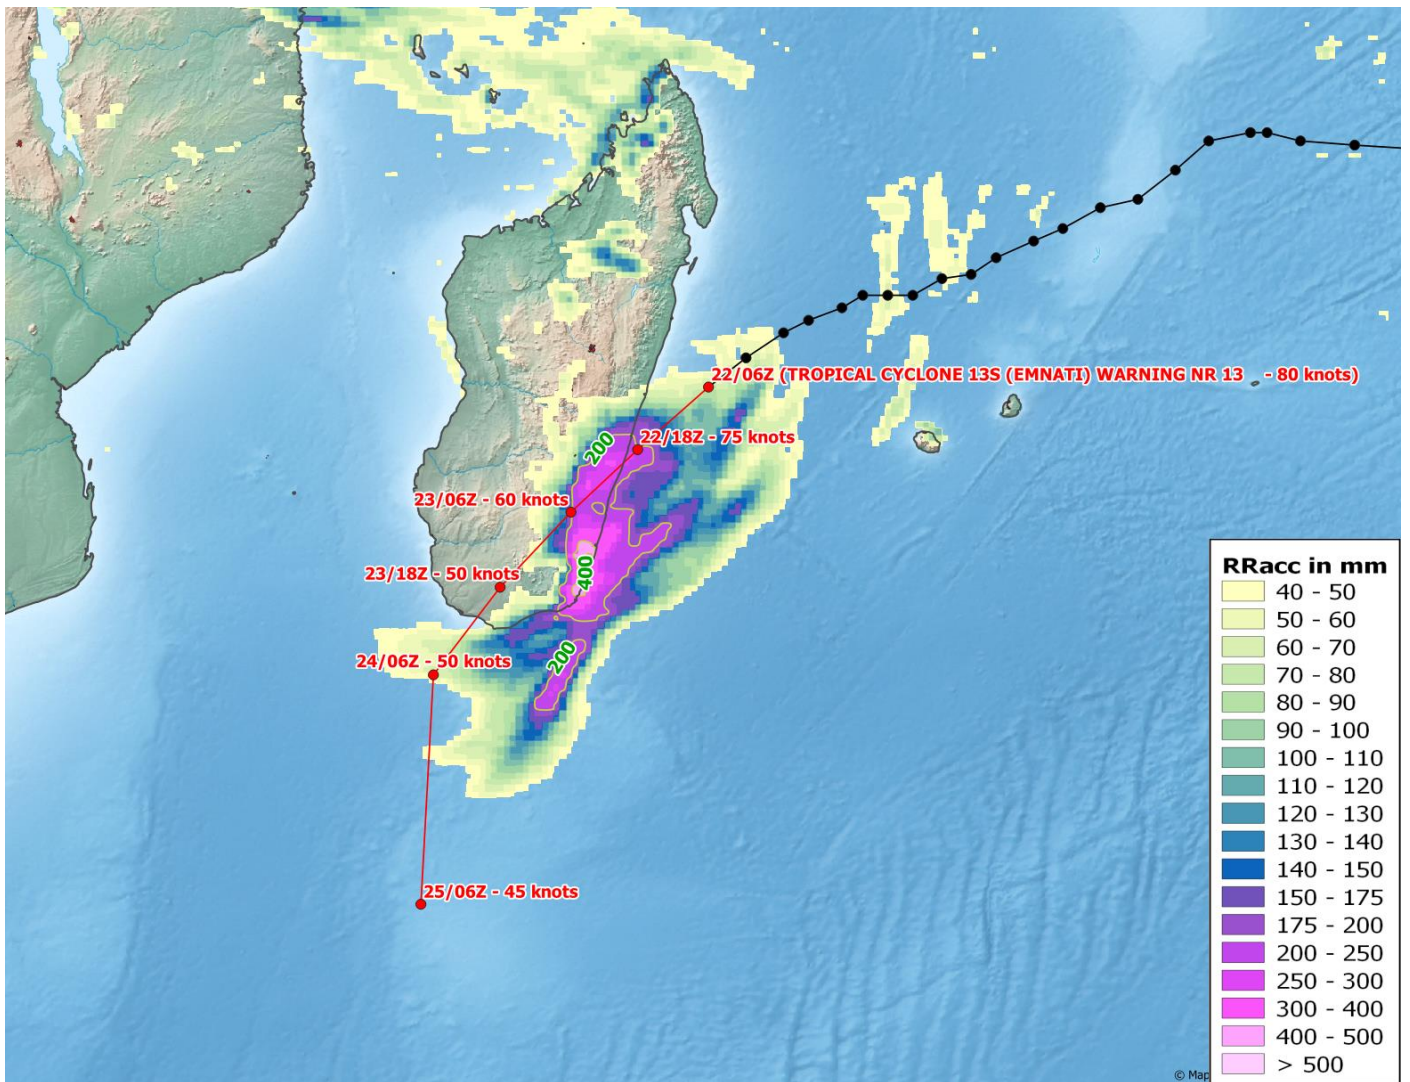 22/06Z (TROPICAL CYCLONE 13S (EMNATI) WARNING NR 13 - 80 knots)
200
22/18Z - 75 knots
23/06Z - 60 knots
400
23/18Z - 50 knots
200
24/06Z - 50 knots
25/06Z - 45 knots
RRacc in mm
40 - 50
50 - 60
60 - 70
70 - 80
80 - 90
90 - 100
100 - 110
110 - 120
120 - 130
130 - 140
140 - 150
150 - 175
175 - 200
200 - 250
250 - 300
300 - 400
400 - 500
> 500
© Map